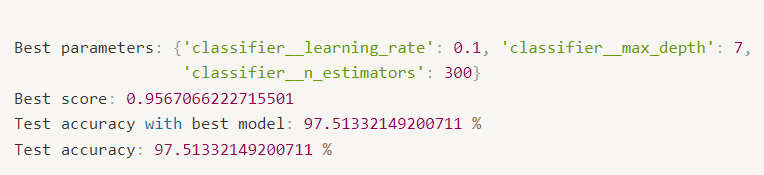 Best parameters: {'classifier__learning_rate': 0.1, 'classifier__max_depth': 7,
'classifier__n_estimators': 300}
Best score: 0.9567066222715501
Test accuracy with best model: 97.51332149200711 %
Test accuracy: 97.51332149200711 %